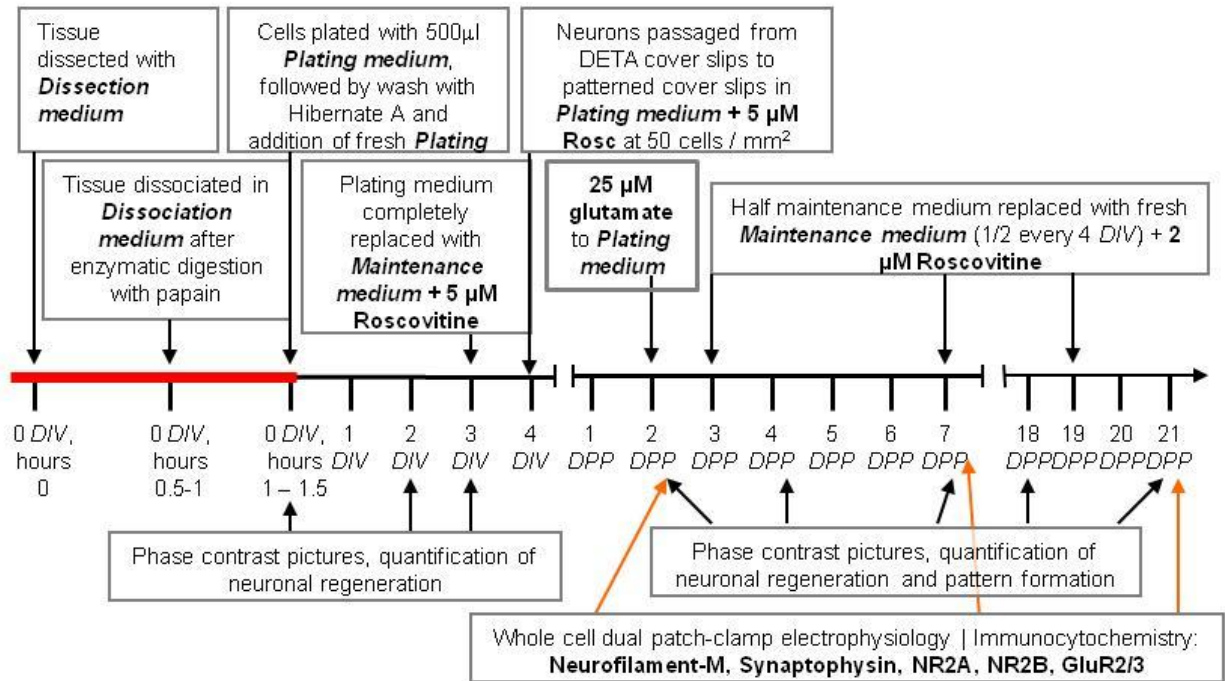 Tissue
dissected with
Dissection
medium
Cells plated with 500µl
Plating medium,
followed by wash with
Hibernate A and
addition of fresh Plating
Neurons passaged from
DETA cover slips to
patterned cover slips in
Plating medium + 5 µM
Rosc at 50 cells / mm²
Tissue dissociated in
Dissociation
medium after
enzymatic digestion
with papain
Plating medium
completely
replaced with
Maintenance
medium + 5 µM
Roscovitine
25 µM
glutamate
to Plating
medium
Half maintenance medium replaced with fresh
Maintenance medium (1/2 every 4 DIV) + 2
µM Roscovitine
0 DIV, 0 DIV, 0 DIV, 1 2 3 4 1 2 3 4 5 6 7 18 19 20 21
hours hours hours DIV DIV DIV DIV DPP DPP DPP DPP DPP DPP DPP DPP DPP DPP DPP
0 0.5-1 1 – 1.5
Phase contrast pictures, quantification of
neuronal regeneration
Phase contrast pictures, quantification of
neuronal regeneration and pattern formation
Whole cell dual patch-clamp electrophysiology | Immunocytochemistry:
Neurofilament-M, Synaptophysin, NR2A, NR2B, GluR2/3